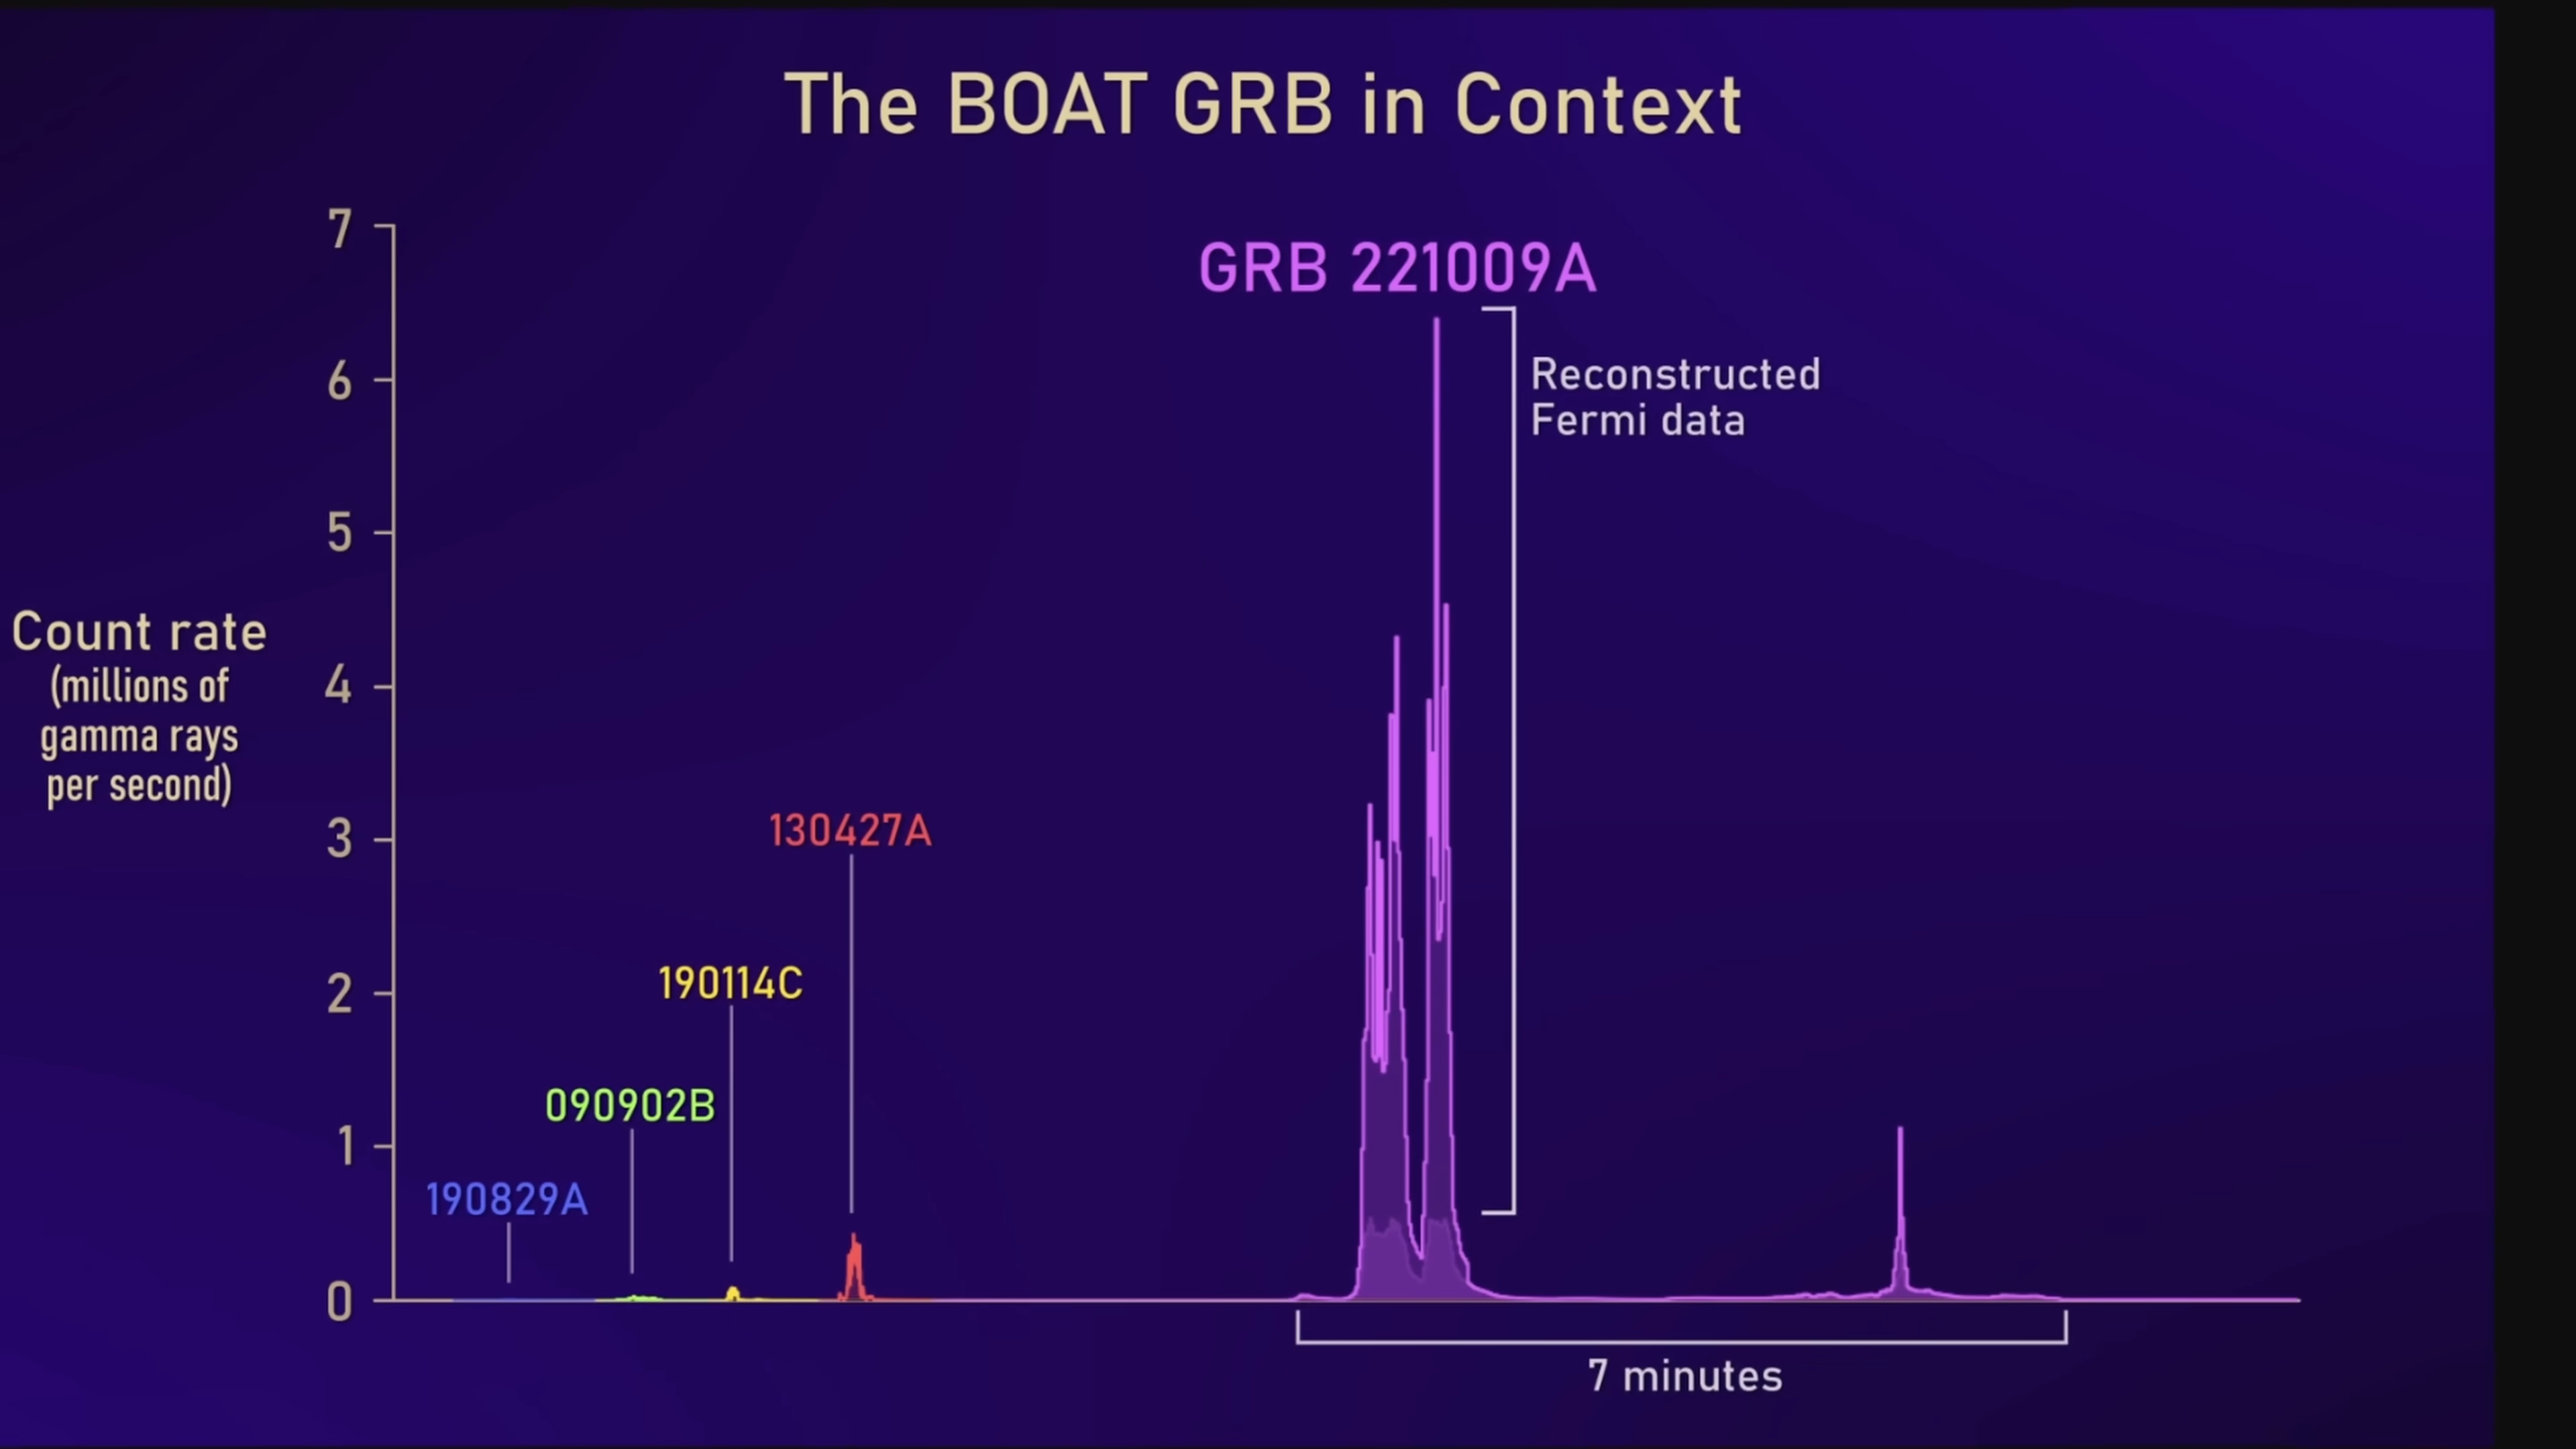 The BOAT GRB in Context
7
6
5
4
3
2
1
0
Count rate
(millions of
gamma rays
per second)
190829A
090902B
190114C
130427A
GRB 221009A
Reconstructed
Fermi data
7 minutes